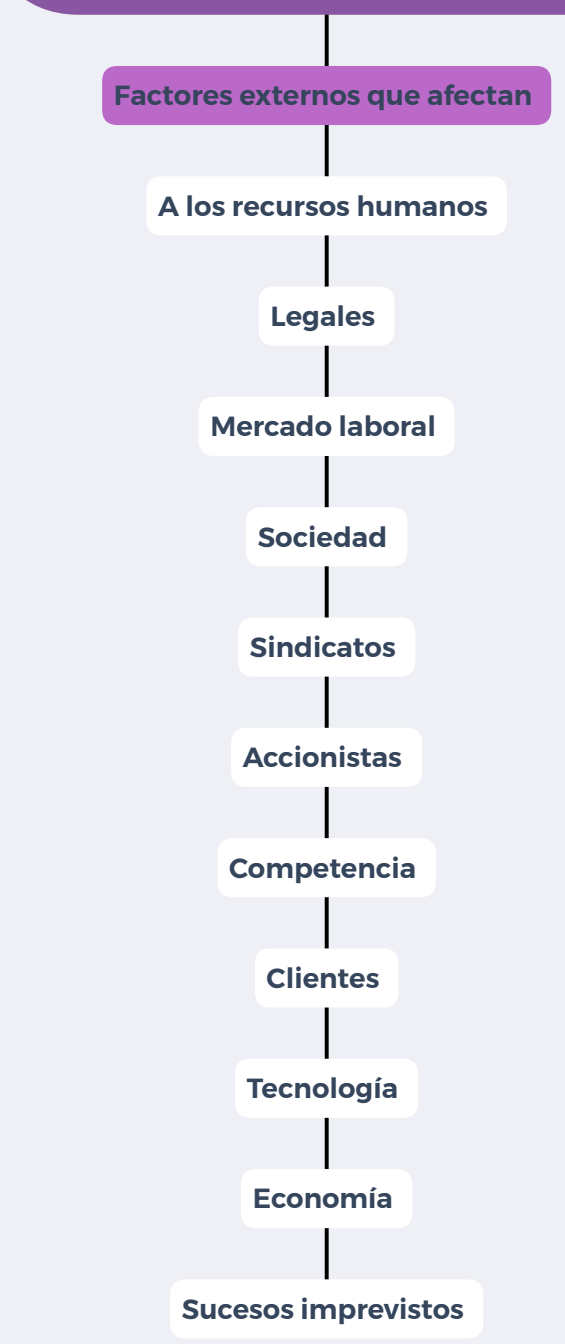 Factores externos que afectan
A los recursos humanos
Legales
Mercado laboral
Sociedad
Sindicatos
Accionistas
Competencia
Clientes
Tecnología
Economía
Sucesos imprevistos